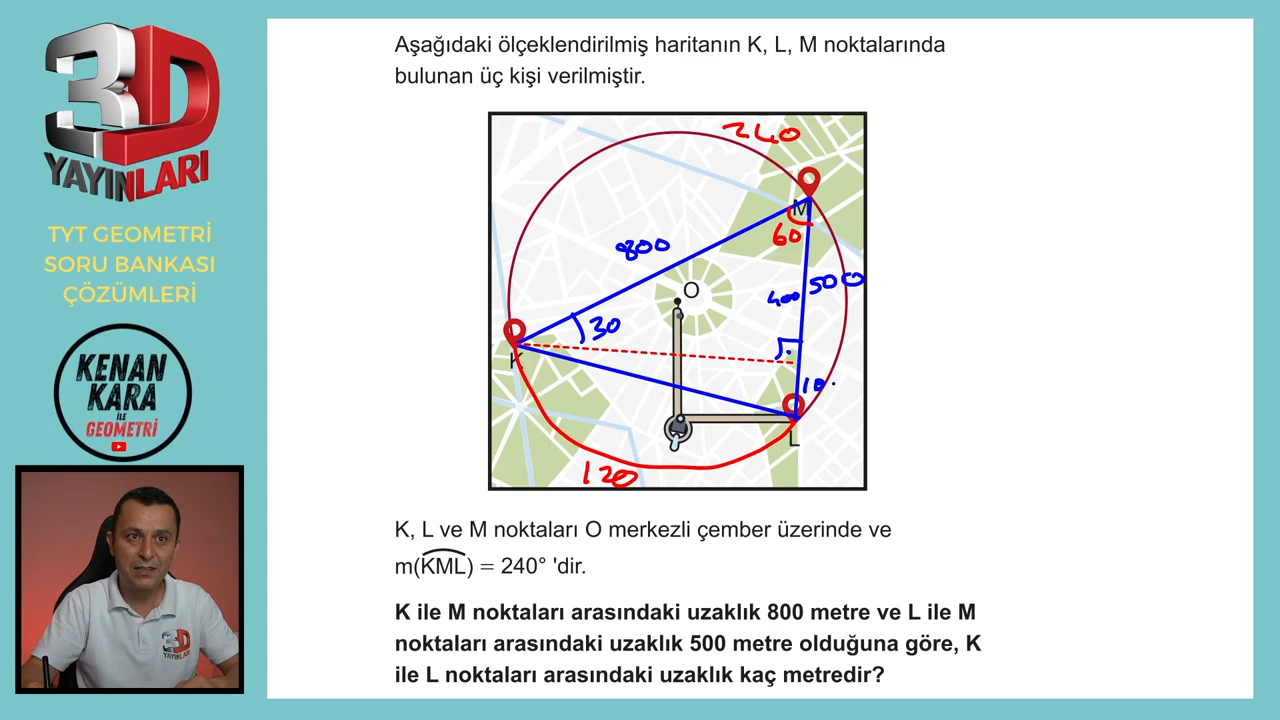 3D
YAYINLARI
TYT GEOMETRİ
SORU BANKASI
ÇÖZÜMLERİ
KENAN
KARA
İLE
GEOMETRİ
3D
YAYINLARI
Aşağıdaki ölçeklendirilmiş haritanın K, L, M noktalarında
bulunan üç kişi verilmiştir.
240
M
60
800
O
500
400
30
K
10
L
120
K, L ve M noktaları O merkezli çember üzerinde ve
m(KML) = 240° 'dir.
K ile M noktaları arasındaki uzaklık 800 metre ve L ile M
noktaları arasındaki uzaklık 500 metre olduğuna göre, K
ile L noktaları arasındaki uzaklık kaç metredir?